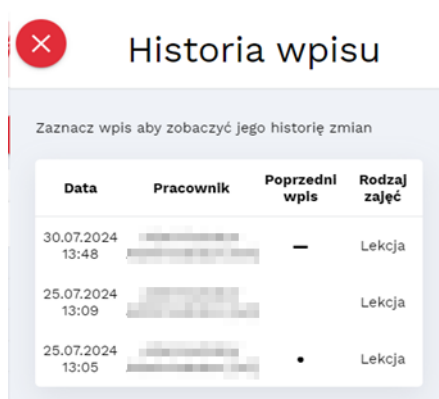 Historia wpisu
Zaznacz wpis aby zobaczyć jego historię zmian
Data Pracownik Poprzedni wpis Rodzaj zajęć
30.07.2024 13:48 – Lekcja
25.07.2024 13:09 Lekcja
25.07.2024 13:05 • Lekcja